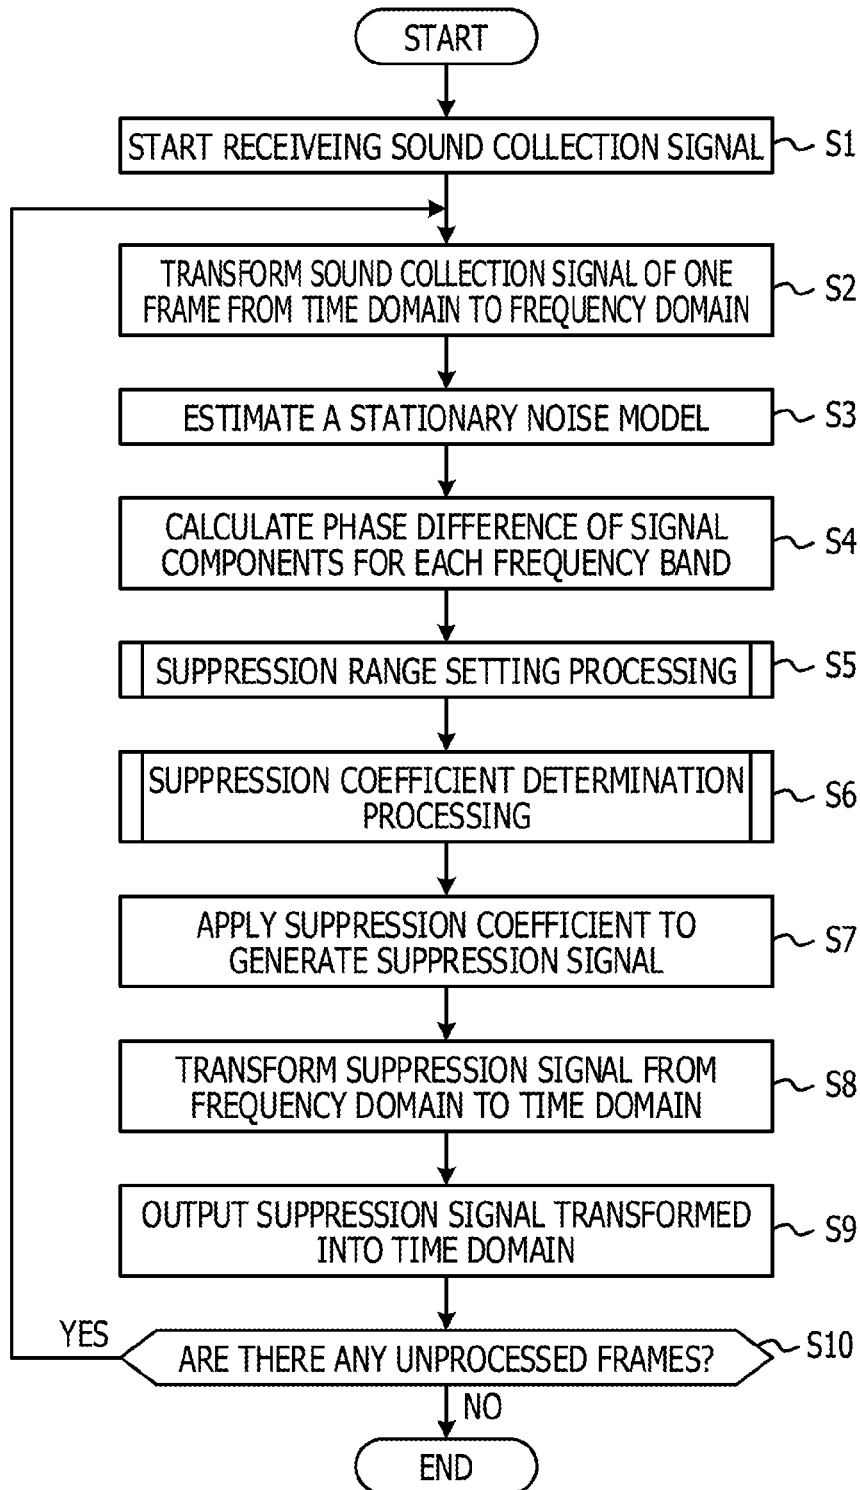 START
START RECEIVEING SOUND COLLECTION SIGNAL
S1
TRANSFORM SOUND COLLECTION SIGNAL OF ONE
FRAME FROM TIME DOMAIN TO FREQUENCY DOMAIN
S2
ESTIMATE A STATIONARY NOISE MODEL
S3
CALCULATE PHASE DIFFERENCE OF SIGNAL
COMPONENTS FOR EACH FREQUENCY BAND
S4
SUPPRESSION RANGE SETTING PROCESSING
S5
SUPPRESSION COEFFICIENT DETERMINATION
PROCESSING
S6
APPLY SUPPRESSION COEFFICIENT TO
GENERATE SUPPRESSION SIGNAL
S7
TRANSFORM SUPPRESSION SIGNAL FROM
FREQUENCY DOMAIN TO TIME DOMAIN
S8
OUTPUT SUPPRESSION SIGNAL TRANSFORMED
INTO TIME DOMAIN
S9
YES
ARE THERE ANY UNPROCESSED FRAMES?
S10
NO
END